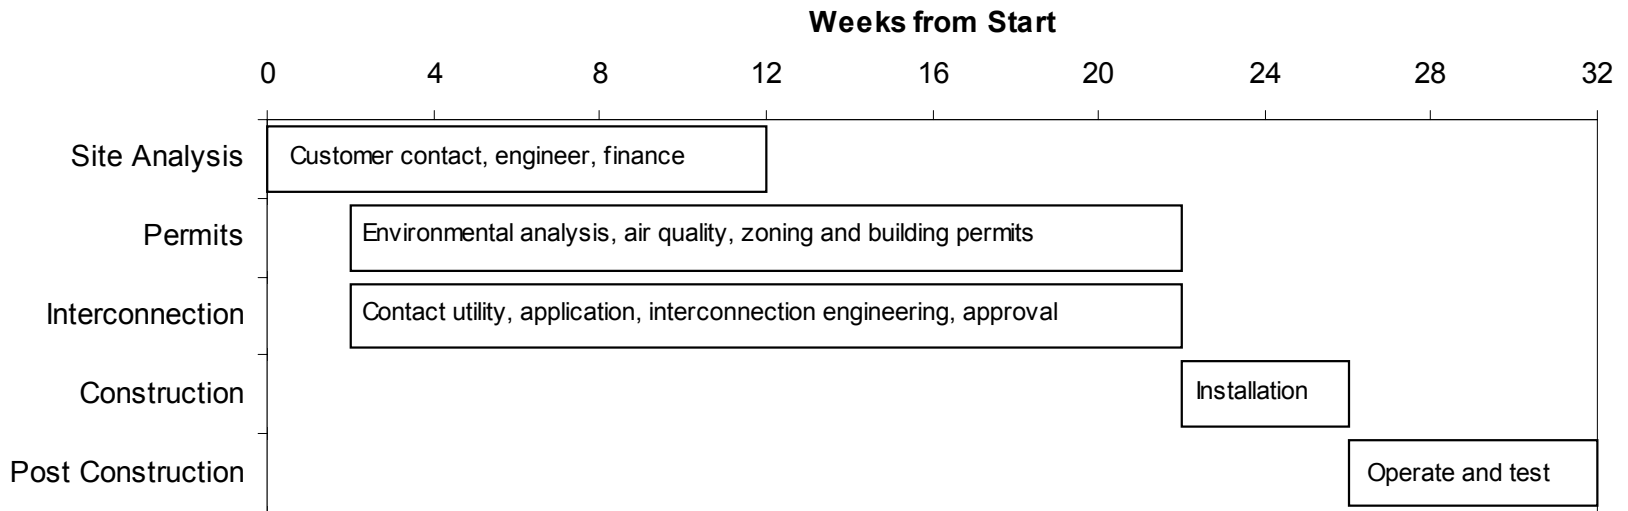 Weeks from Start
0 4 8 12 16 20 24 28 32
Site Analysis Customer contact, engineer, finance
Permits Environmental analysis, air quality, zoning and building permits
Interconnection Contact utility, application, interconnection engineering, approval
Construction Installation
Post Construction Operate and test